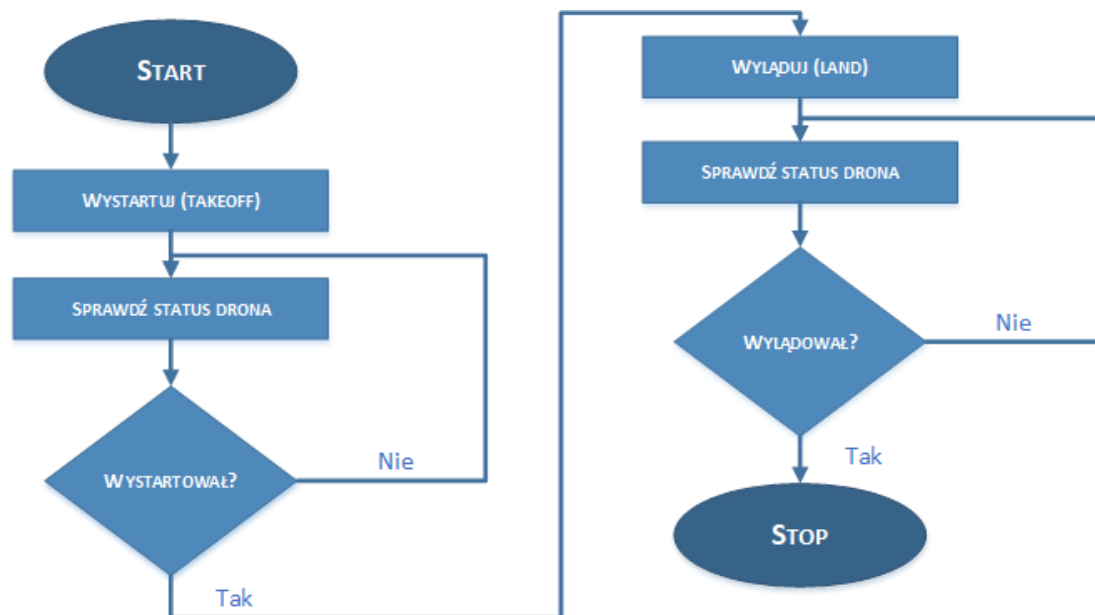 START
WYSTARTUJ (TAKEOFF)
SPRAWDŹ STATUS DRONA
WYSTARTOWAŁ?
Nie
Tak
WYLĄDUJ (LAND)
SPRAWDŹ STATUS DRONA
WYLĄDOWAŁ?
Nie
Tak
STOP